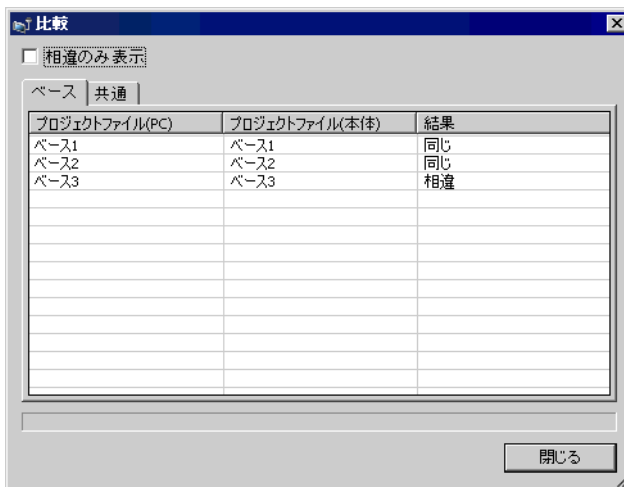 比較
相違のみ表示
ベース 共通
プロジェクトファイル(PC) プロジェクトファイル(本体) 結果
ベース1 ベース1 同じ
ベース2 ベース2 同じ
ベース3 ベース3 相違
閉じる